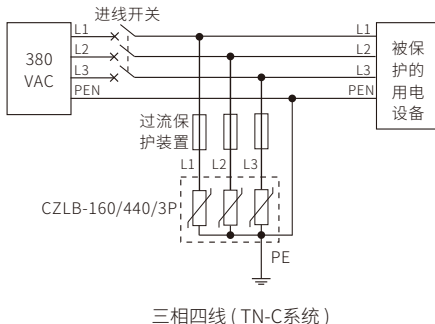 进线开关
L1
L2
L3
PEN
380
VAC
L1
L2
L3
PEN
被保
护的
用电
设备
过流保
护装置
L1 L2 L3
CZLB-160/440/3P
PE
三相四线 ( TN-C系统 )